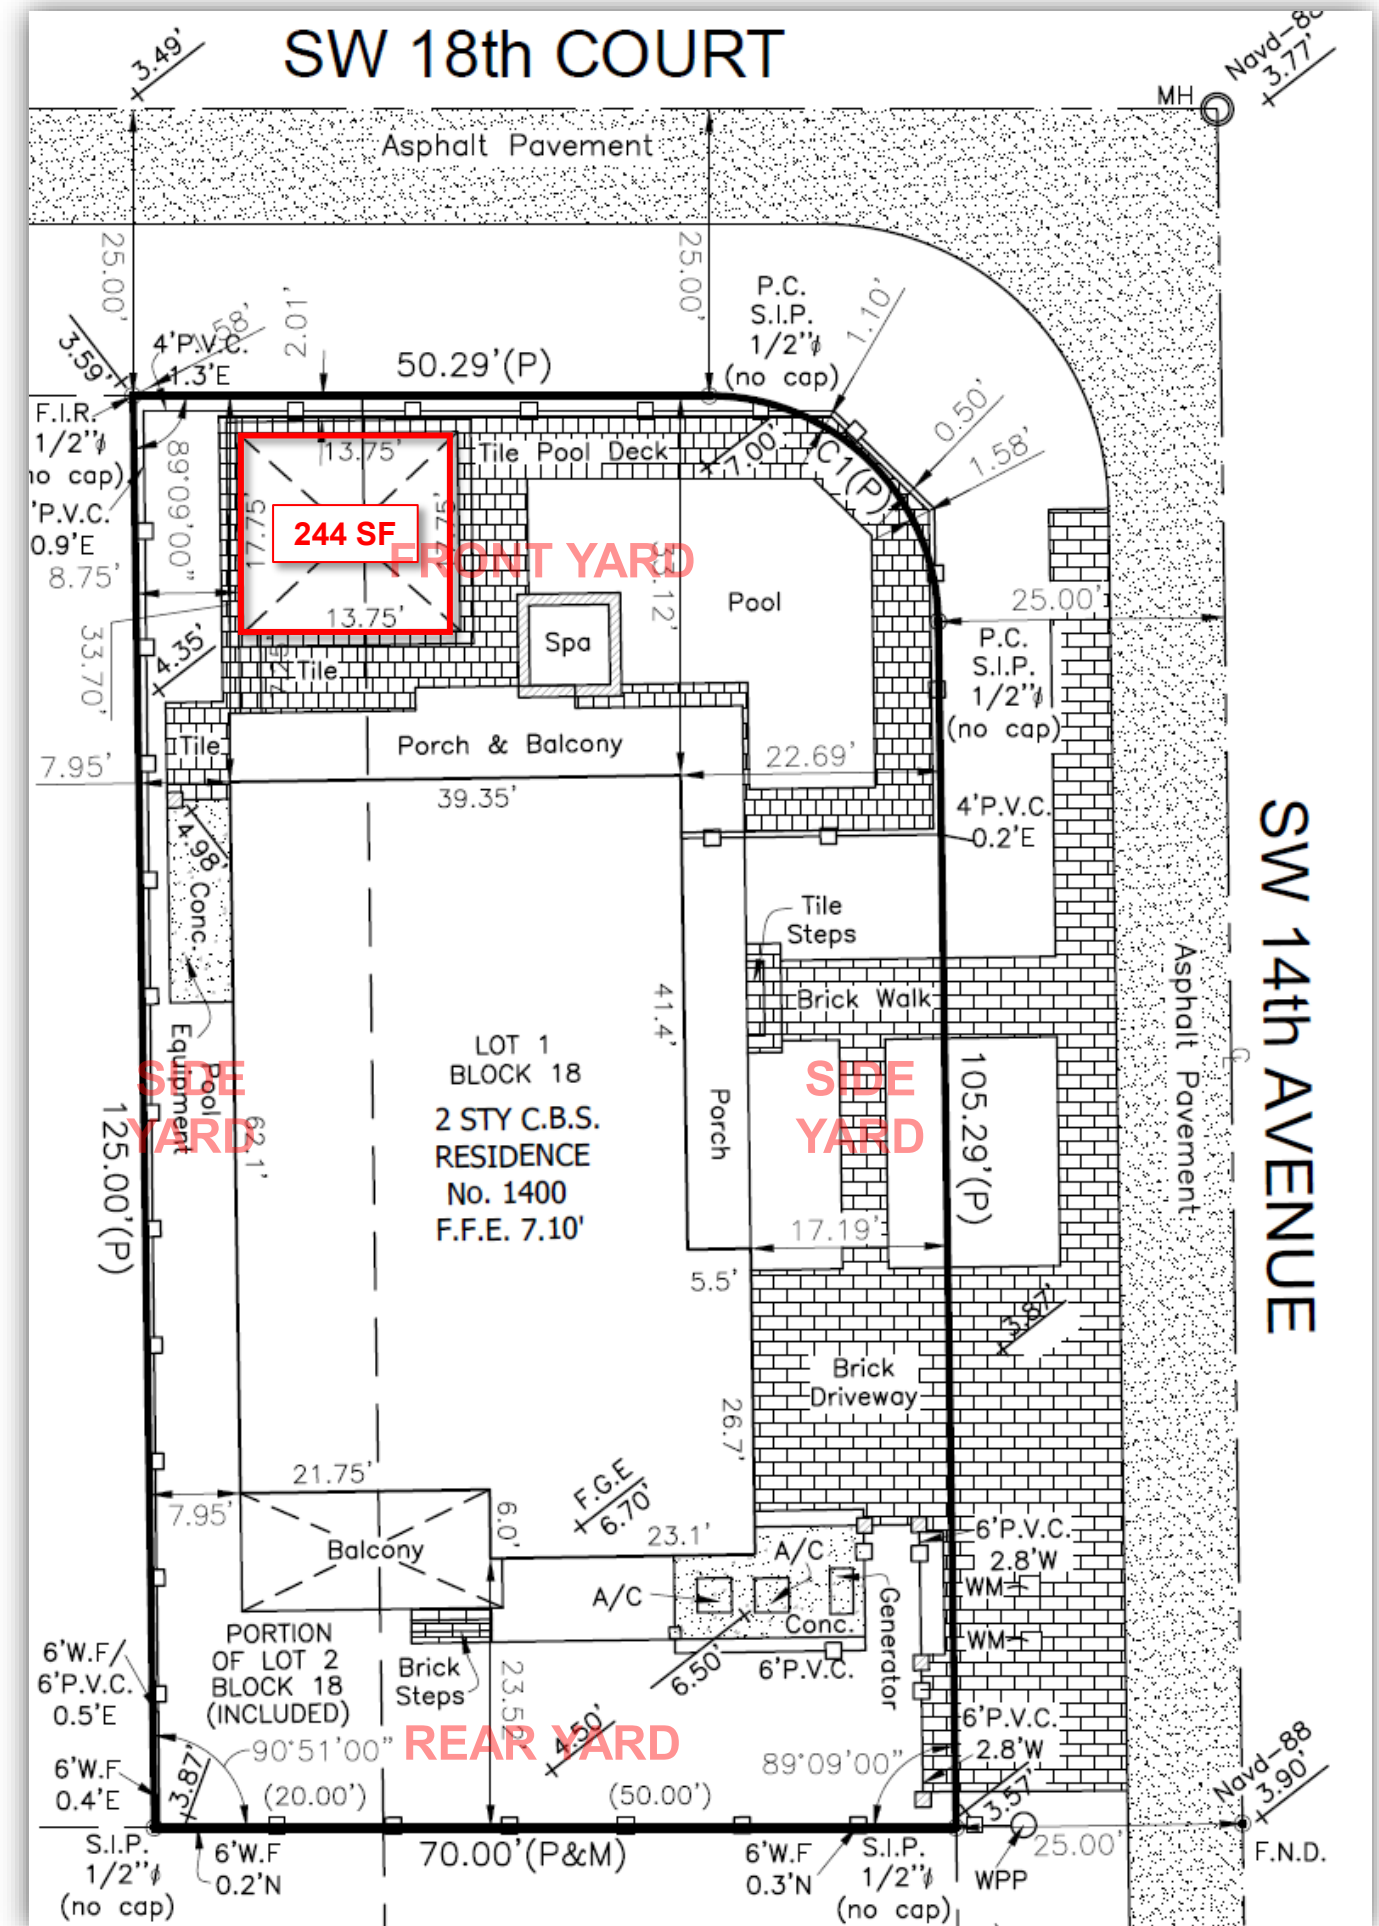 SW 18th COURT
3.49'
Navd-88
3.77'
MH
Asphalt Pavement
25.00'
25.00'
P.C.
S.I.P.
1/2"ø
(no cap)
1.10'
2.01'
3.59'
4'P.V.C.
1.3'E
50.29'(P)
F.I.R.
1/2"ø
no cap)
'P.V.C.
0.9'E
8.75'
89°09'00"
13.75'
Tile Pool Deck
7.00'
C1(P)
0.50'
1.58'
17.75'
244 SF
FRONT YARD
33.12'
13.75'
Pool
25.00'
Spa
P.C.
S.I.P.
1/2"ø
(no cap)
33.70'
4.35'
Tile
Tile
Porch & Balcony
7.95'
22.69'
39.35'
4'P.V.C.
0.2'E
4.98'
Conc.
Tile
Steps
Brick Walk
SW 14th AVENUE
Asphalt Pavement
41.4'
Pool
Equipment
LOT 1
BLOCK 18
2 STY C.B.S.
RESIDENCE
No. 1400
F.F.E. 7.10'
SIDE
YARD
SIDE
YARD
Porch
105.29'(P)
125.00'(P)
62.1'
17.19'
5.5'
3.87'
Brick
Driveway
26.7'
21.75'
F.G.E
6.70'
7.95'
6.0'
23.1'
Balcony
A/C
A/C
Conc.
Generator
6'P.V.C.
2.8'W
WM
WM
PORTION
OF LOT 2
BLOCK 18
(INCLUDED)
Brick
Steps
6.50'
6'P.V.C.
6'W.F/
6'P.V.C.
0.5'E
REAR YARD
4.50'
6'P.V.C.
2.8'W
90°51'00"
89°09'00"
6'W.F
0.4'E
3.87'
(20.00')
(50.00')
3.57'
Navd-88
3.90'
S.I.P.
1/2"ø
(no cap)
6'W.F
0.2'N
70.00'(P&M)
6'W.F
0.3'N
S.I.P.
1/2"ø
(no cap)
WPP
25.00'
F.N.D.